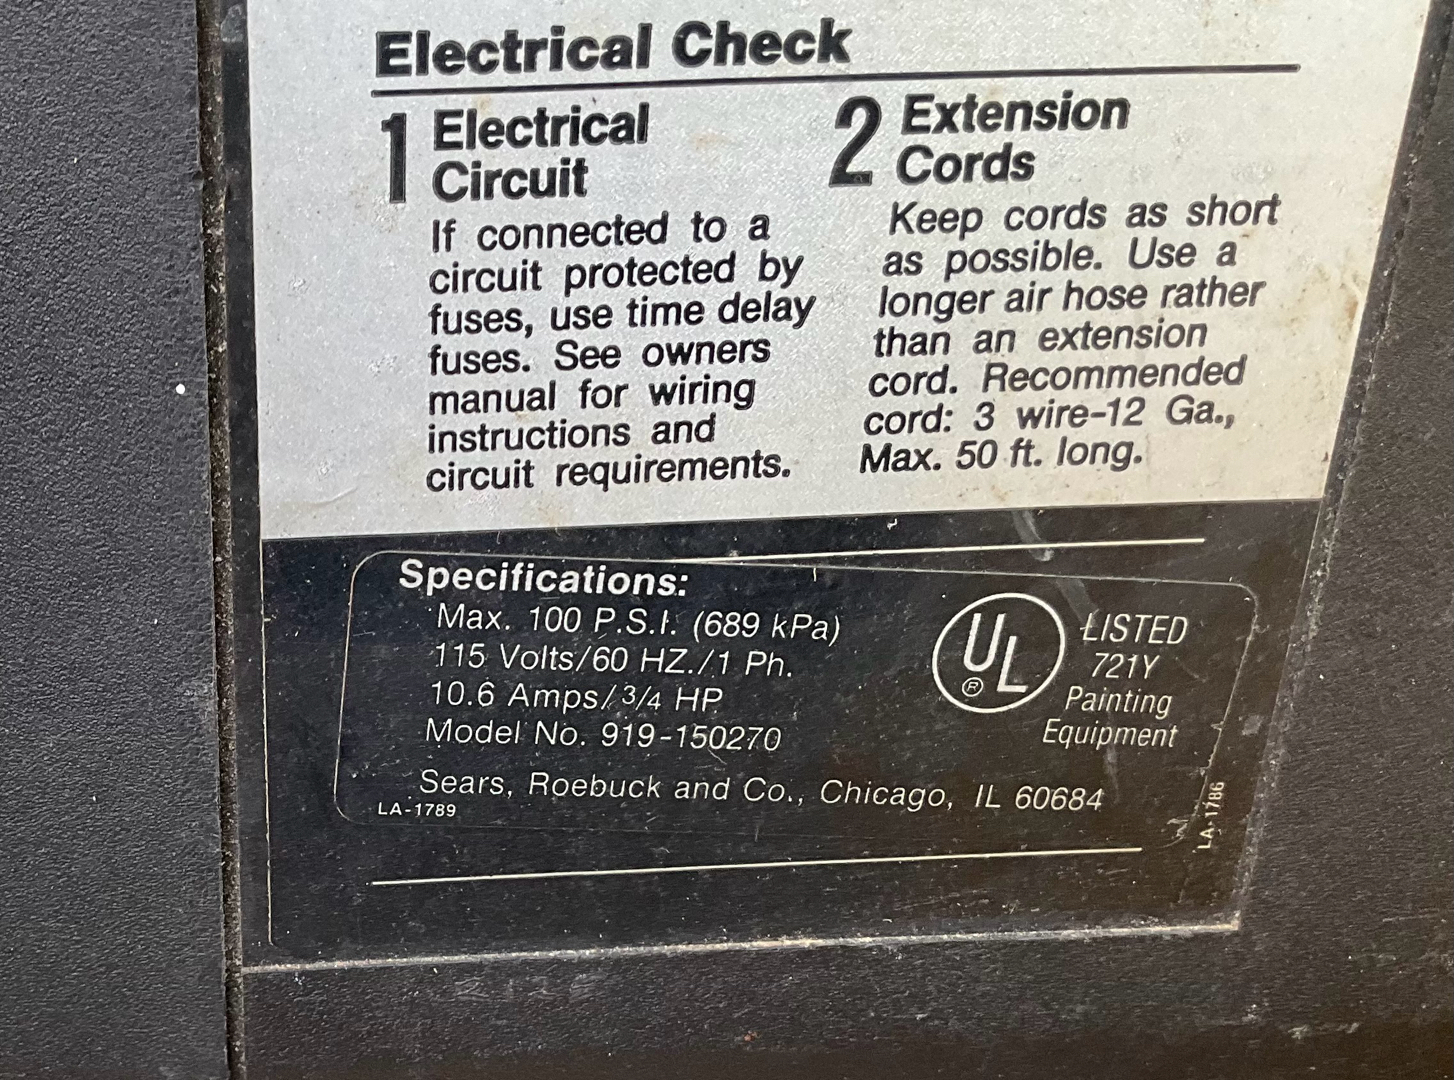 Electrical Check
1 Electrical
Circuit
If connected to a
circuit protected by
fuses, use time delay
fuses. See owners
manual for wiring
instructions and
circuit requirements.
2 Extension
Cords
Keep cords as short
as possible. Use a
longer air hose rather
than an extension
cord. Recommended
cord: 3 wire-12 Ga.,
Max. 50 ft. long.
Specifications:
Max. 100 P.S.I. (689 kPa)
115 Volts/60 HZ./1 Ph.
10.6 Amps/3/4 HP
Model No. 919-150270
Sears, Roebuck and Co., Chicago, IL 60684
LA-1789
UL
®
LISTED
721Y
Painting
Equipment
LA-1786